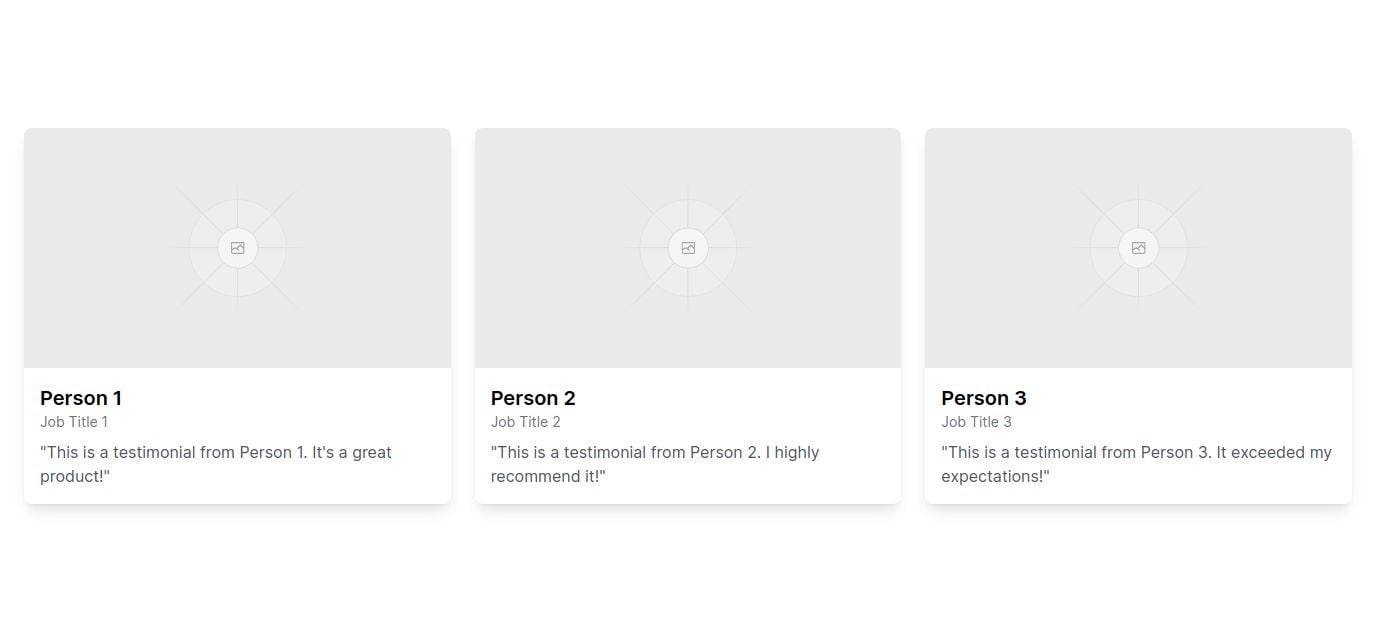 Person 1
Job Title 1
"This is a testimonial from Person 1. It's a great
product!"
Person 2
Job Title 2
"This is a testimonial from Person 2. I highly
recommend it!"
Person 3
Job Title 3
"This is a testimonial from Person 3. It exceeded my
expectations!"